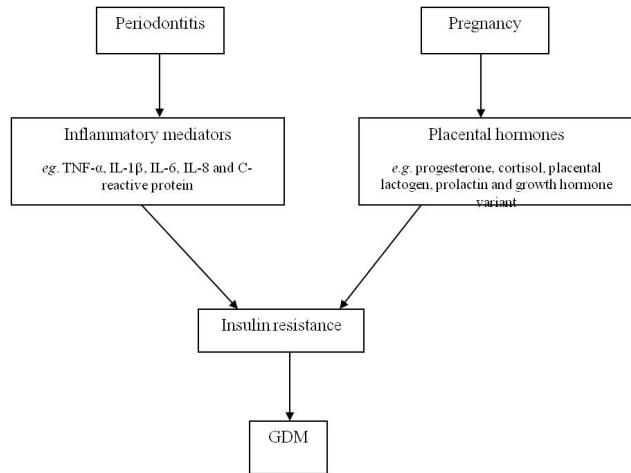 Periodontitis
Pregnancy
Inflammatory mediators
eg. TNF-α, IL-1β, IL-6, IL-8 and C-
reactive protein
Placental hormones
e.g. progesterone, cortisol, placental
lactogen, prolactin and growth hormone
variant
Insulin resistance
GDM